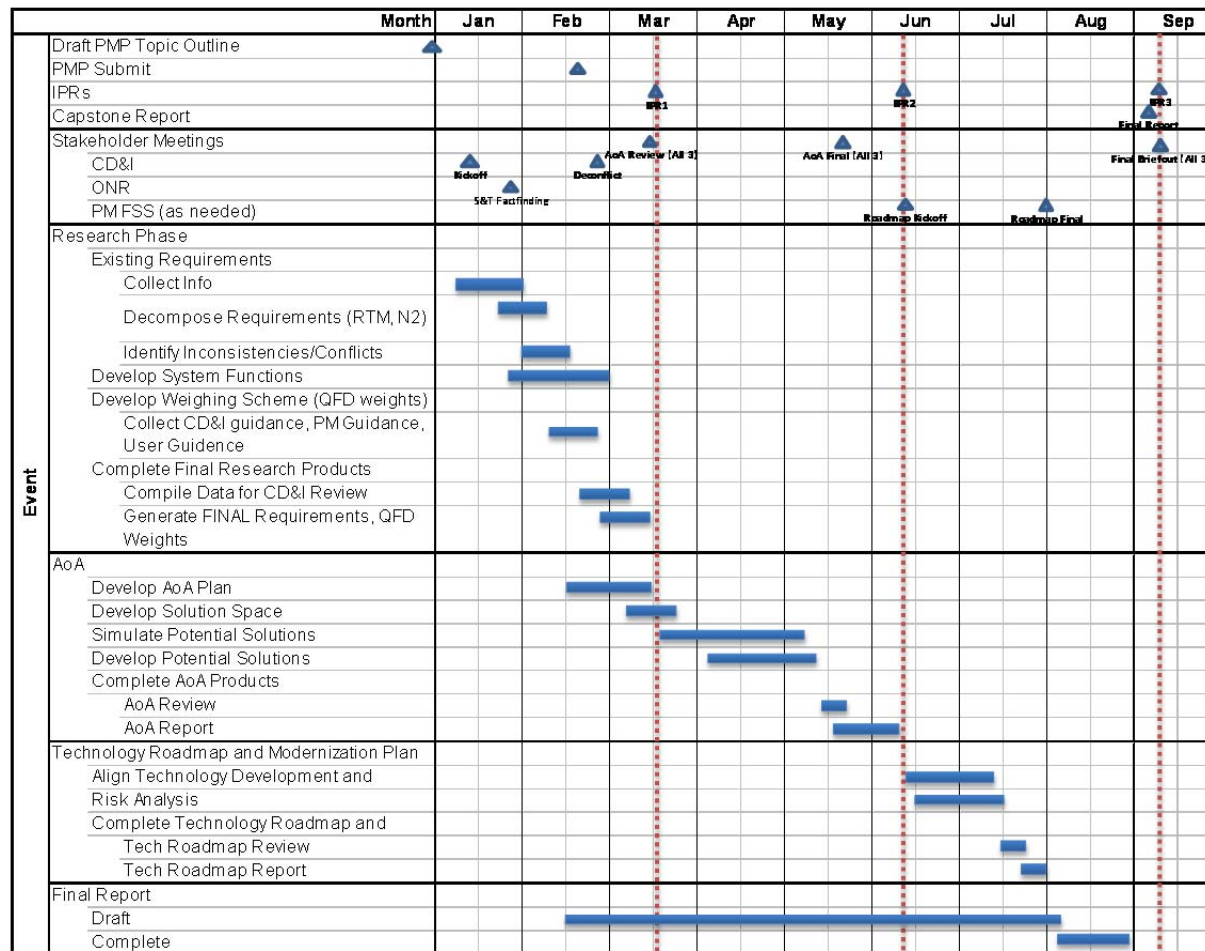 Month Jan Feb Mar Apr May Jun Jul Aug Sep
Event
Draft PMP Topic Outline
PMP Submit
IPRs
IPR1 IPR2 IPR3
Capstone Report
Final Report
Stakeholder Meetings
AoA Review (All 3) AoA Final (All 3) Final Briefout (All 3
CD&I
Kickoff Deconflict
ONR
S&T Factfinding
PM FSS (as needed)
Roadmap Kickoff Roadmap Final
Research Phase
Existing Requirements
Collect Info
Decompose Requirements (RTM, N2)
Identify Inconsistencies/Conflicts
Develop System Functions
Develop Weighing Scheme (QFD weights)
Collect CD&I guidance, PM Guidance,
User Guidence
Complete Final Research Products
Compile Data for CD&I Review
Generate FINAL Requirements, QFD
Weights
AoA
Develop AoA Plan
Develop Solution Space
Simulate Potential Solutions
Develop Potential Solutions
Complete AoA Products
AoA Review
AoA Report
Technology Roadmap and Modernization Plan
Align Technology Development and
Risk Analysis
Complete Technology Roadmap and
Tech Roadmap Review
Tech Roadmap Report
Final Report
Draft
Complete